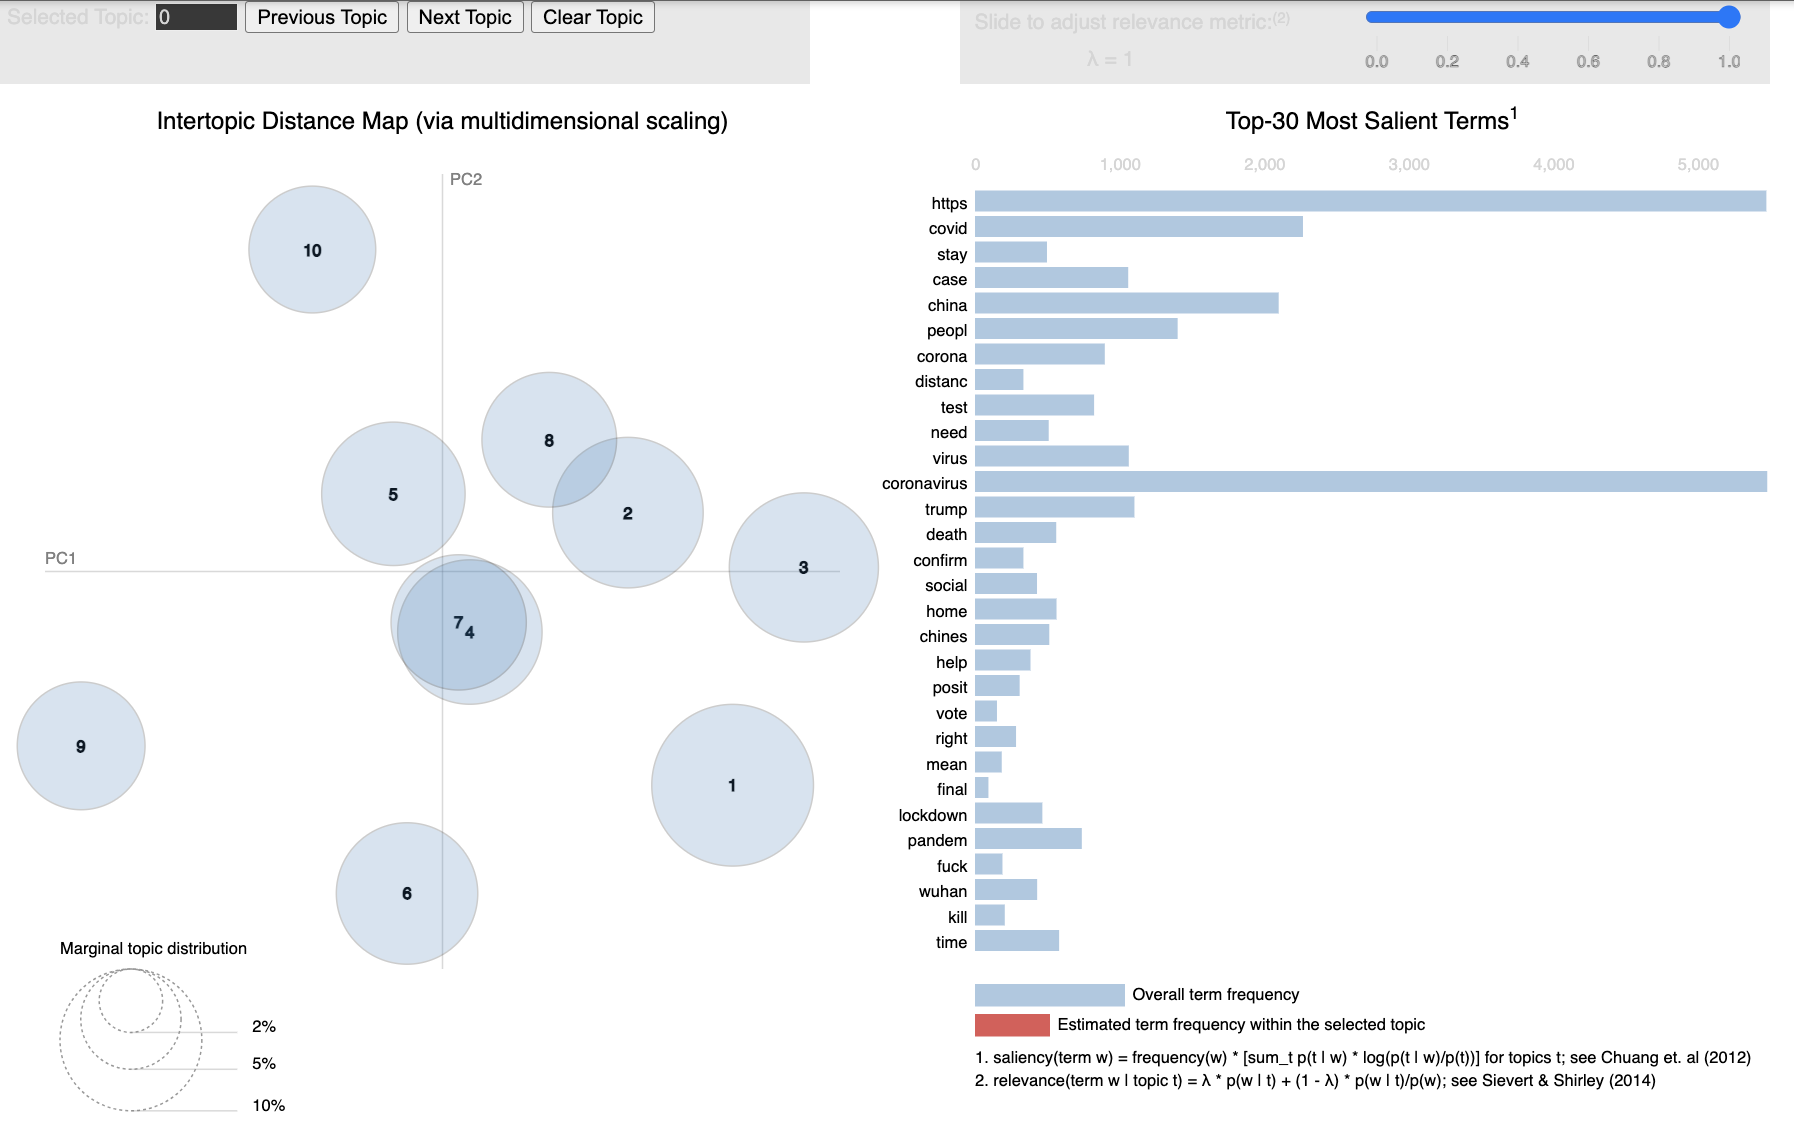 Selected Topic: 0 Previous Topic Next Topic Clear Topic
Slide to adjust relevance metric:(2)
λ = 1
0.0 0.2 0.4 0.6 0.8 1.0
Intertopic Distance Map (via multidimensional scaling)
PC2
PC1
10
8
5
2
3
7
4
9
1
6
Marginal topic distribution
2%
5%
10%
Top-30 Most Salient Terms1
0 1,000 2,000 3,000 4,000 5,000
https
covid
stay
case
china
peopl
corona
distanc
test
need
virus
coronavirus
trump
death
confirm
social
home
chines
help
posit
vote
right
mean
final
lockdown
pandem
fuck
wuhan
kill
time
Overall term frequency
Estimated term frequency within the selected topic
1. saliency(term w) = frequency(w) * [sum_t p(t | w) * log(p(t | w)/p(t))] for topics t; see Chuang et. al (2012)
2. relevance(term w | topic t) = λ * p(w | t) + (1 - λ) * p(w | t)/p(w); see Sievert & Shirley (2014)